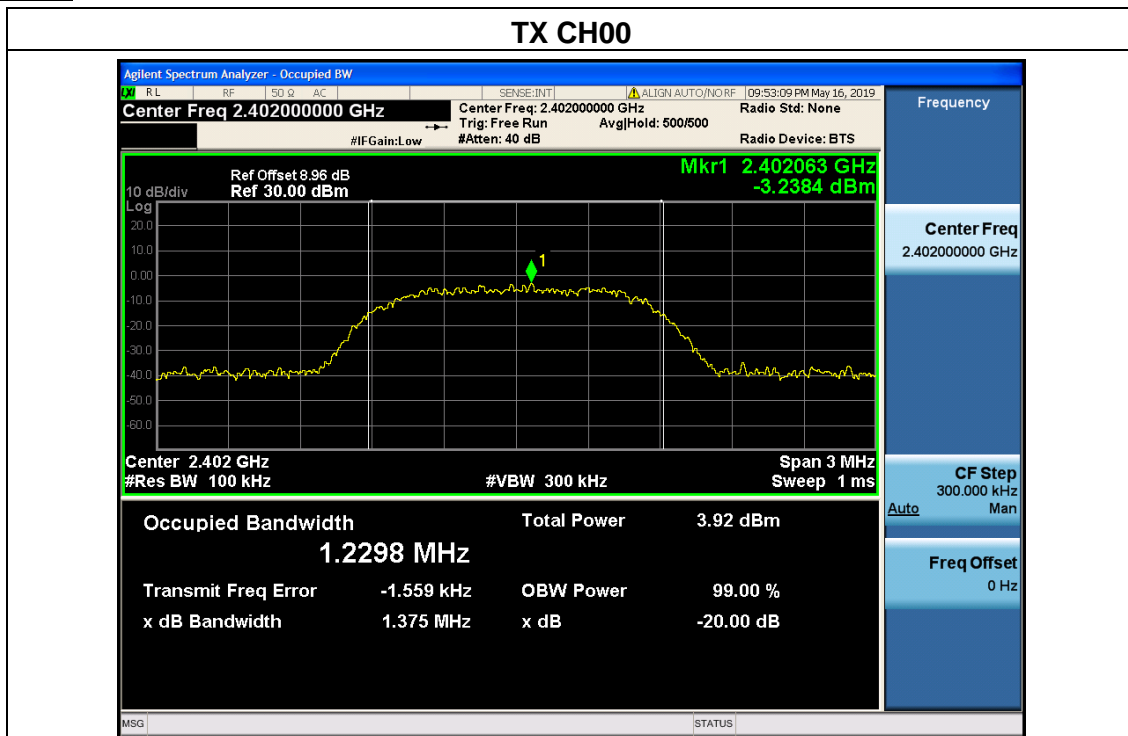 TX CH00
Agilent Spectrum Analyzer - Occupied BW
LXI RL RF 50 Ω AC SENSE:INT ALIGN AUTO/NO RF 09:53:09 PM May 16, 2019
Center Freq 2.402000000 GHz
Center Freq: 2.402000000 GHz Radio Std: None
Trig: Free Run Avg|Hold: 500/500
#IFGain:Low #Atten: 40 dB Radio Device: BTS
Frequency
Mkr1 2.402063 GHz
-3.2384 dBm
Ref Offset 8.96 dB
10 dB/div Ref 30.00 dBm
Log
20.0
10.0
0.00
-10.0
-20.0
-30.0
-40.0
-50.0
-60.0
1
Center 2.402 GHz Span 3 MHz
#Res BW 100 kHz #VBW 300 kHz Sweep 1 ms
Center Freq
2.402000000 GHz
CF Step
300.000 kHz
Auto Man
Freq Offset
0 Hz
Occupied Bandwidth Total Power 3.92 dBm
1.2298 MHz
Transmit Freq Error -1.559 kHz OBW Power 99.00 %
x dB Bandwidth 1.375 MHz x dB -20.00 dB
MSG STATUS